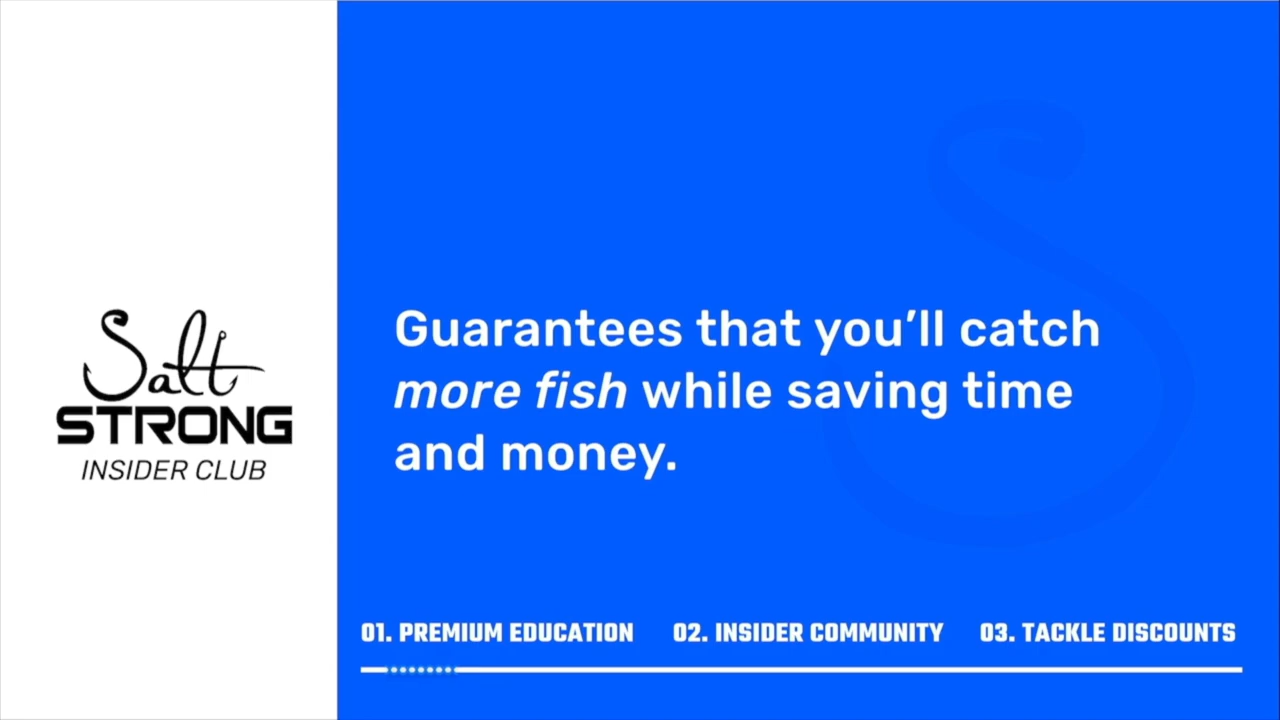 Salt
STRONG
INSIDER CLUB
Guarantees that you’ll catch
more fish while saving time
and money.
01. PREMIUM EDUCATION
02. INSIDER COMMUNITY
03. TACKLE DISCOUNTS